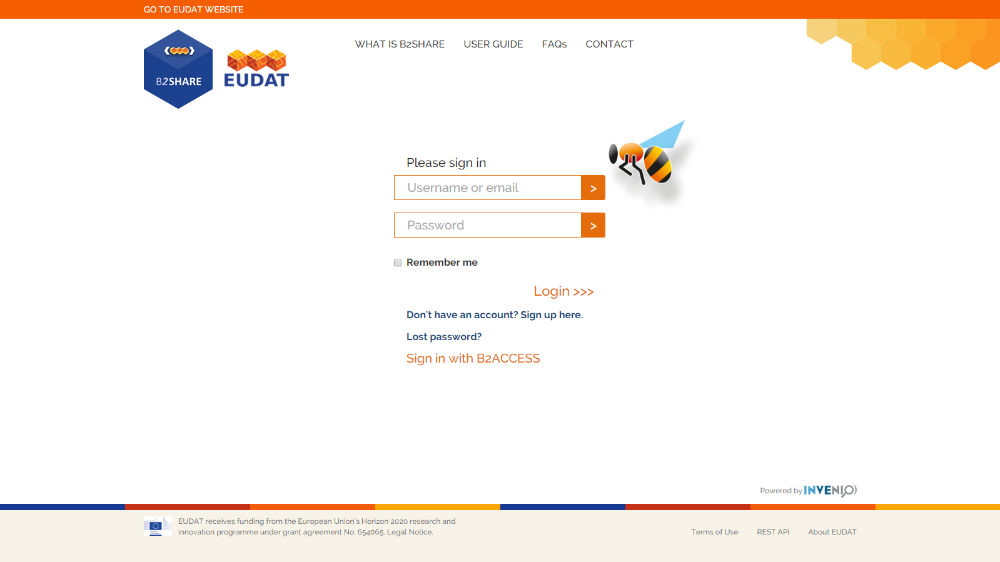 GO TO EUDAT WEBSITE
B2SHARE
EUDAT
WHAT IS B2SHARE
USER GUIDE
FAQs
CONTACT
Please sign in
Username or email
>
Password
>
Remember me
Login >>>
Don't have an account? Sign up here.
Lost password?
Sign in with B2ACCESS
Powered by INVENIO
EUDAT receives funding from the European Union's Horizon 2020 research and
innovation programme under grant agreement No. 654065. Legal Notice.
Terms of Use
REST API
About EUDAT